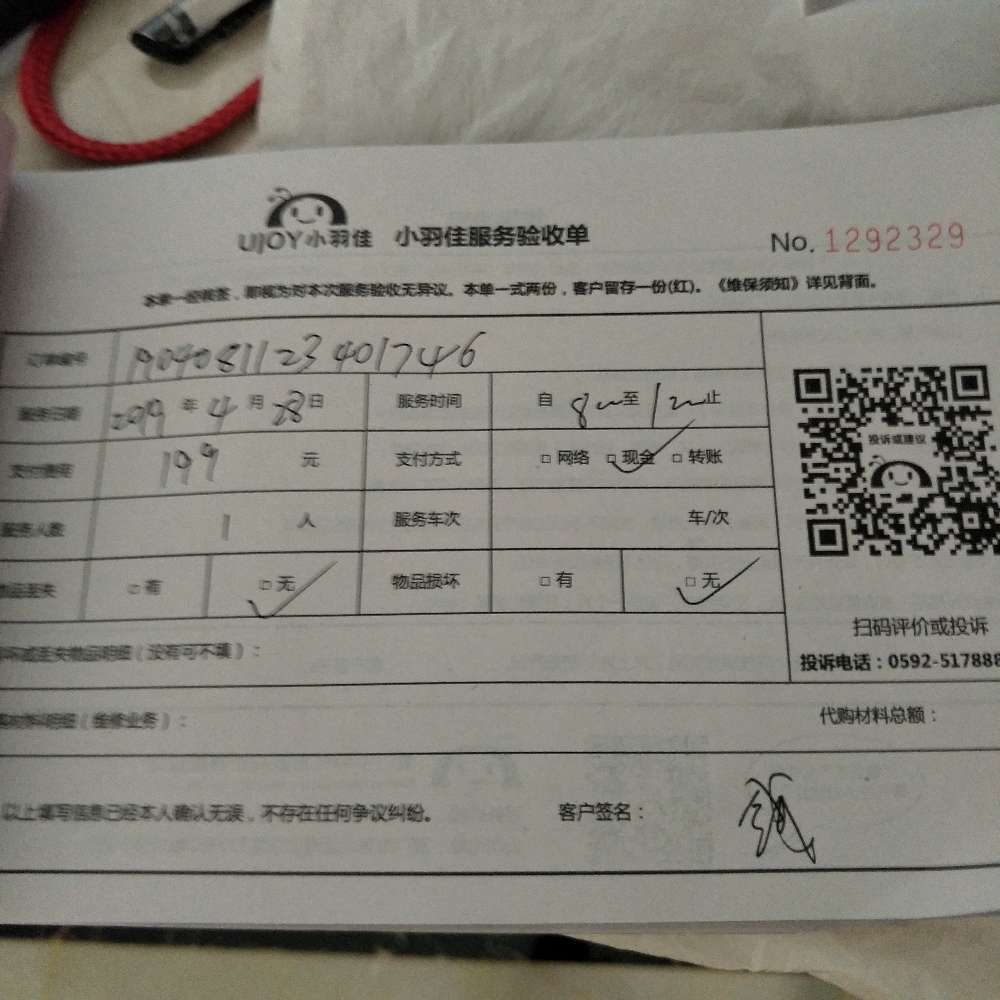 UJOY小羽佳 小羽佳服务验收单 No. 1292329
本单一经签字，即视为对本次服务验收无异议。本单一式两份，客户留存一份(红)。《维保须知》详见背面。
订单编号 1904081123401746
服务日期 2019 年 4 月 28 日 服务时间 自 8 至 12 止
支付费用 199 元 支付方式 □ 网络 □ 现金 □ 转账
服务人数 1 人 服务车次 车/次
物品丢失 □ 有 □ 无 物品损坏 □ 有 □ 无
投诉或建议
扫码评价或投诉
投诉电话：0592-517888
损坏或丢失物品明细（没有可不填）：
材料明细（维修业务）： 代购材料总额：
以上填写信息已经本人确认无误，不存在任何争议纠纷。 客户签名：